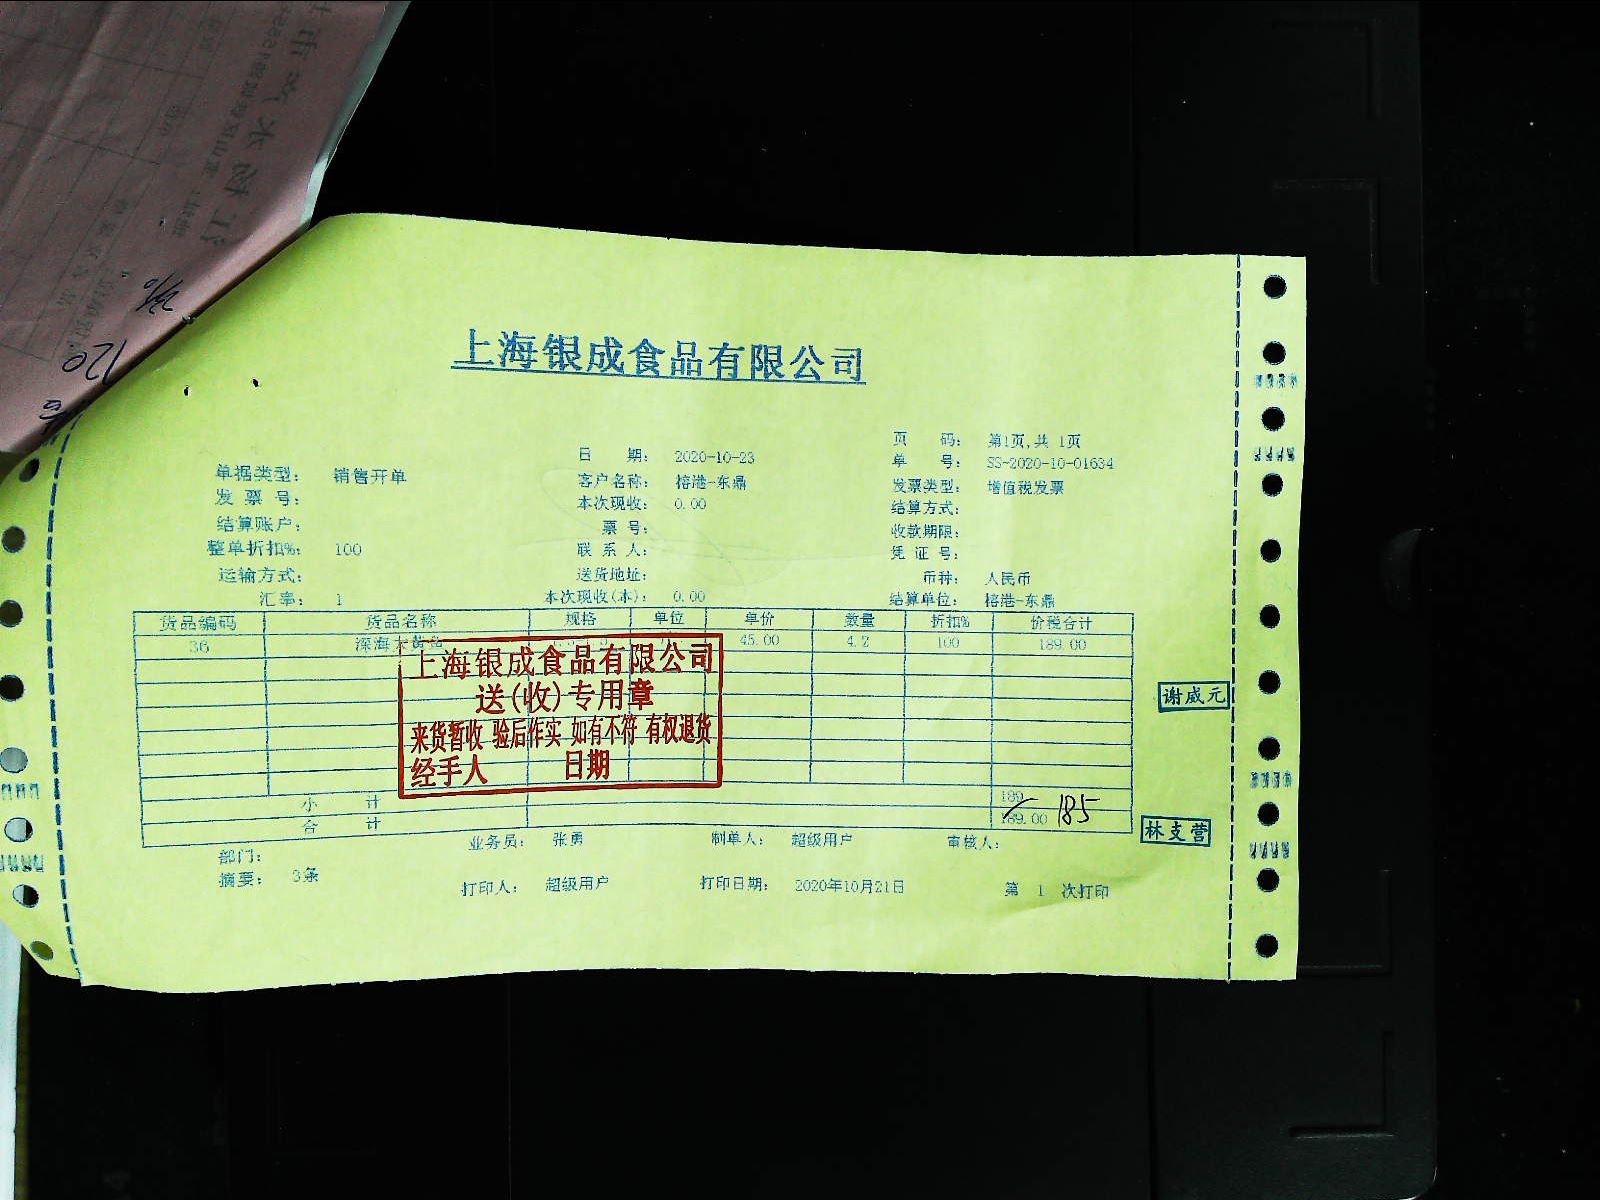 上海银成食品有限公司
页 码： 第1页,共 1页
日 期： 2020-10-23
单 号： SS-2020-10-01634
单据类型： 销售开单
客户名称： 榕港-东鼎
发票类型： 增值税发票
发 票 号：
本次现收： 0.00
结算方式：
结算账户：
票 号：
收款期限：
整单折扣%： 100
联 系 人：
凭 证 号：
运输方式：
送货地址：
币种： 人民币
汇率： 1
本次现收(本)： 0.00
结算单位： 榕港-东鼎
货品编码 货品名称 规格 单位 单价 数量 折扣% 价税合计
36 深海大黄鱼 45.00 4.2 100 189.00
上海银成食品有限公司
送(收)专用章
来货暂收 验后作实 如有不符 有权退货
经手人 日期
谢威元
小 计 189
合 计 189.00 185
林支营
业务员： 张勇 制单人： 超级用户 审核人：
部门：
摘要： 3条
打印人： 超级用户 打印日期： 2020年10月21日 第 1 次打印
120